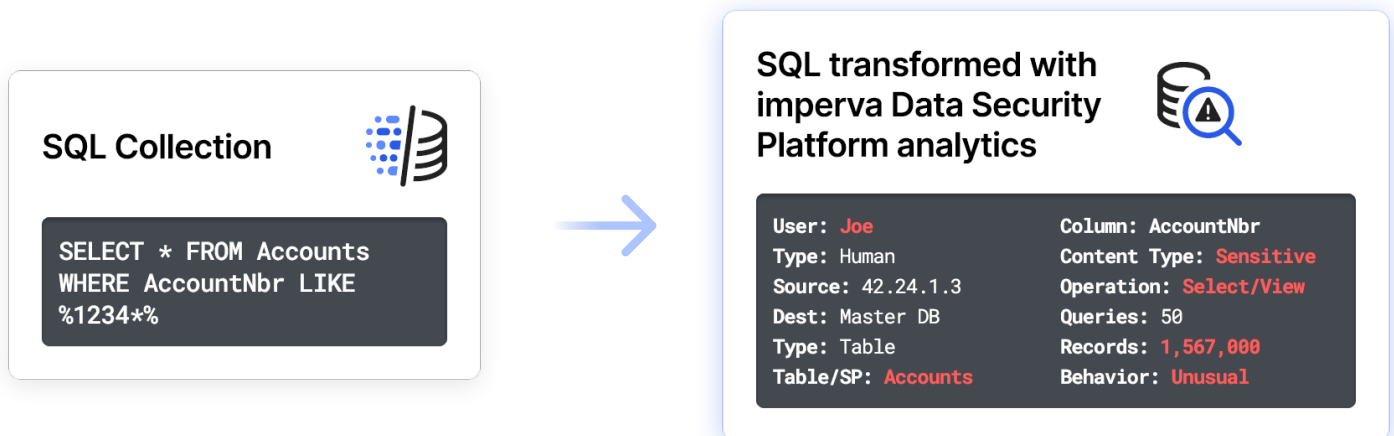 SQL Collection
SELECT * FROM Accounts
WHERE AccountNbr LIKE
%1234*%
SQL transformed with
imperva Data Security
Platform analytics
User: Joe
Type: Human
Source: 42.24.1.3
Dest: Master DB
Type: Table
Table/SP: Accounts
Column: AccountNbr
Content Type: Sensitive
Operation: Select/View
Queries: 50
Records: 1,567,000
Behavior: Unusual